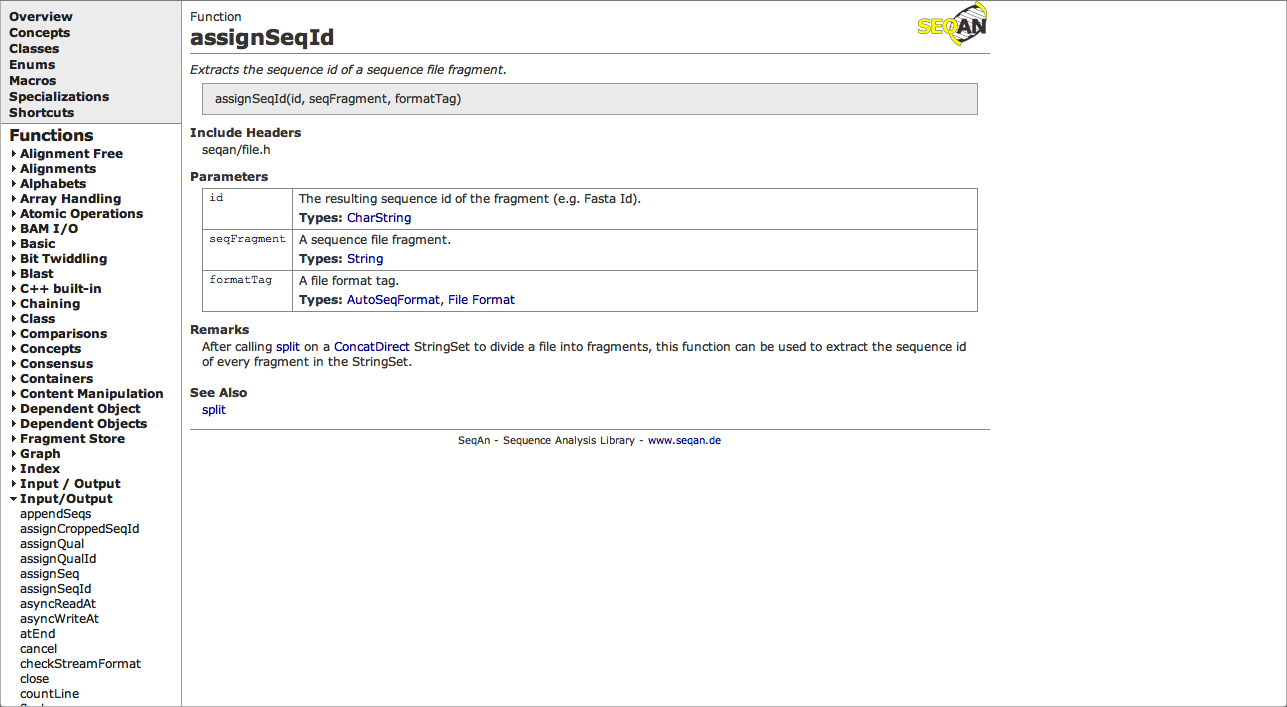 Overview
Concepts
Classes
Enums
Macros
Specializations
Shortcuts
Functions
Alignment Free
Alignments
Alphabets
Array Handling
Atomic Operations
BAM I/O
Basic
Bit Twiddling
Blast
C++ built-in
Chaining
Class
Comparisons
Concepts
Consensus
Containers
Content Manipulation
Dependent Object
Dependent Objects
Fragment Store
Graph
Index
Input / Output
Input/Output
appendSeqs
assignCroppedSeqId
assignQual
assignQualId
assignSeq
assignSeqId
asyncReadAt
asyncWriteAt
atEnd
cancel
checkStreamFormat
close
countLine
Function
assignSeqId
SEQAN
Extracts the sequence id of a sequence file fragment.
assignSeqId(id, seqFragment, formatTag)
Include Headers
seqan/file.h
Parameters
id
The resulting sequence id of the fragment (e.g. Fasta Id).
Types: CharString
seqFragment
A sequence file fragment.
Types: String
formatTag
A file format tag.
Types: AutoSeqFormat, File Format
Remarks
After calling split on a ConcatDirect StringSet to divide a file into fragments, this function can be used to extract the sequence id
of every fragment in the StringSet.
See Also
split
SeqAn - Sequence Analysis Library - www.seqan.de